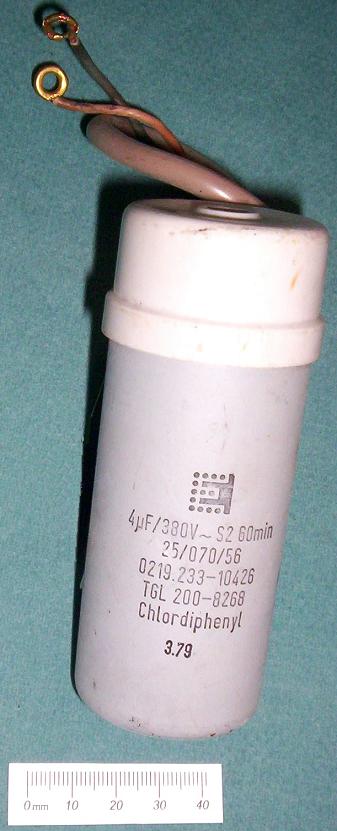 4µF/380V~ S2 60min
25/070/56
0219.233-10426
TGL 200-8268
Chlordiphenyl
3.79
0mm 10 20 30 40